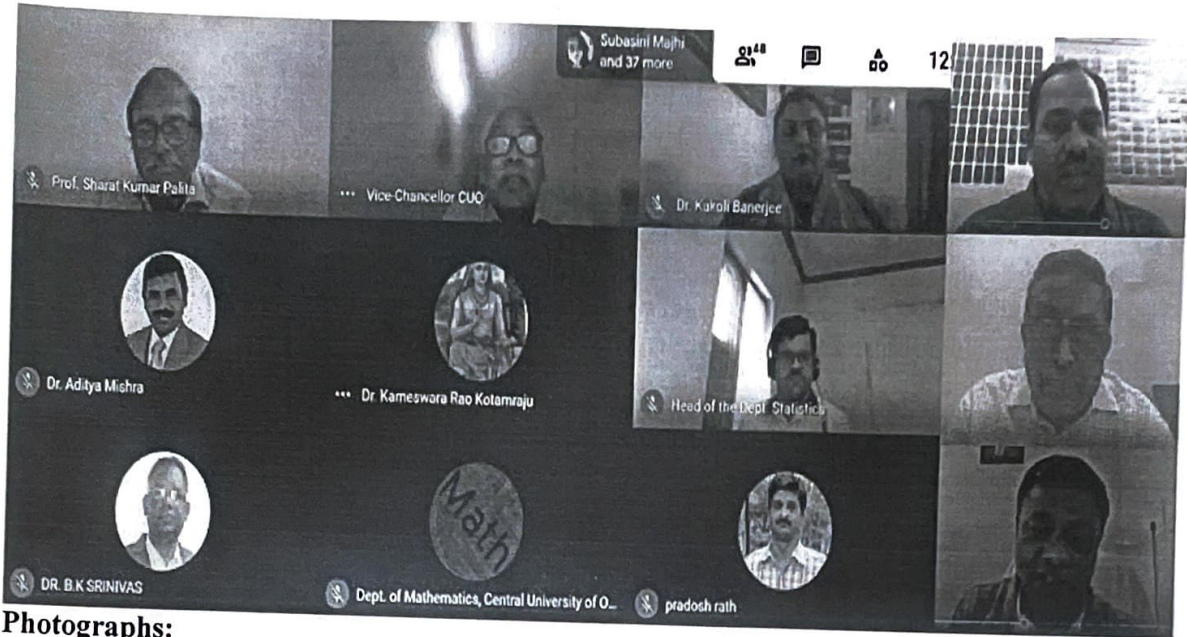 Subasini Majhi
and 37 more
48
12
Prof. Sharat Kumar Palita
Vice-Chancellor CUO
Dr. Kakoli Banerjee
Dr. Aditya Mishra
Dr. Kameswara Rao Kotamraju
Head of the Dept. Statistics
DR. B.K SRINIVAS
Math
Dept. of Mathematics, Central University of O...
pradosh rath
Photographs: